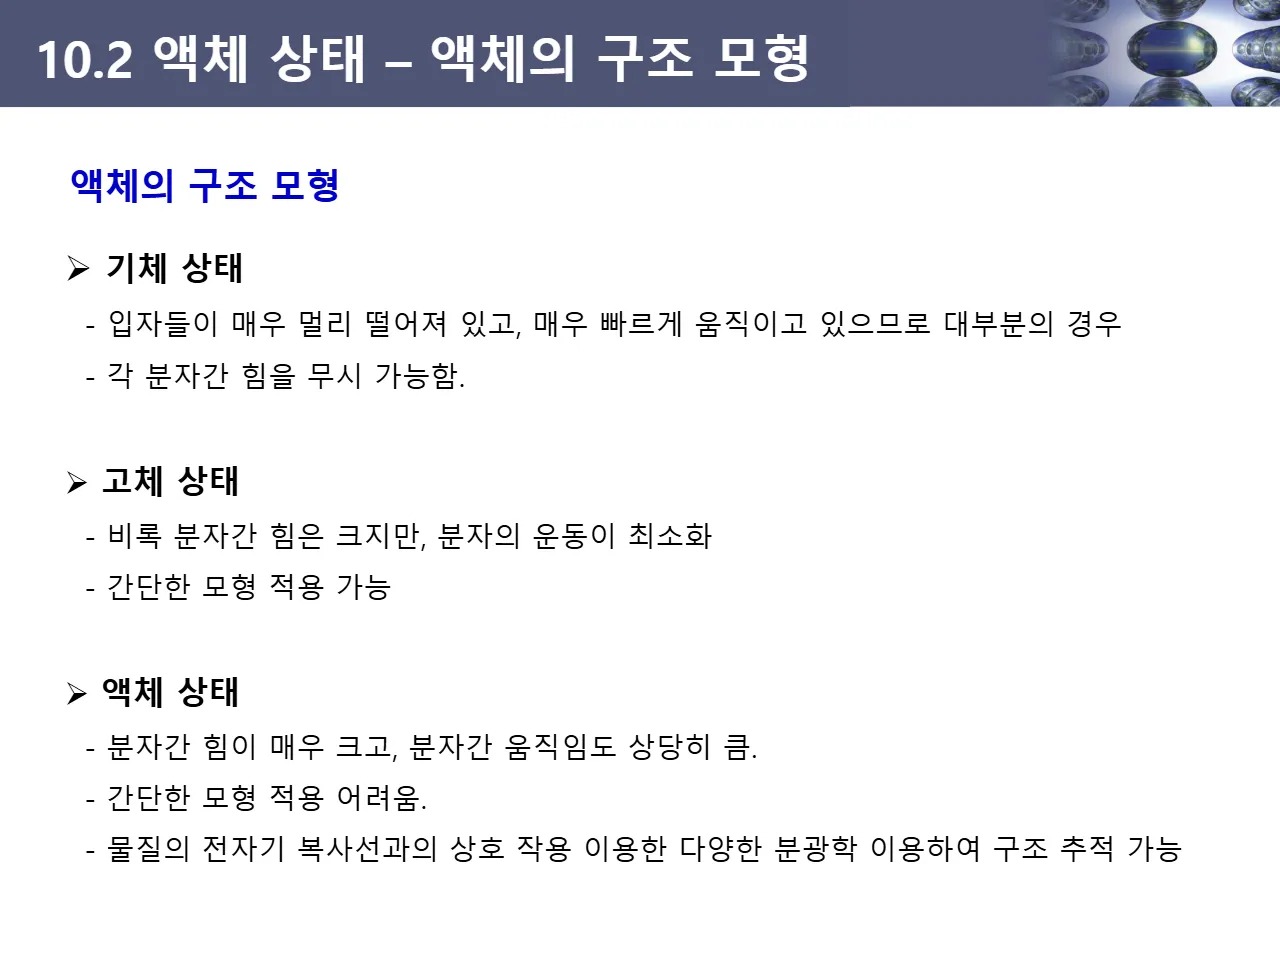 10.2 액체 상태 – 액체의 구조 모형
액체의 구조 모형
➢ 기체 상태
- 입자들이 매우 멀리 떨어져 있고, 매우 빠르게 움직이고 있으므로 대부분의 경우
- 각 분자간 힘을 무시 가능함.
➢ 고체 상태
- 비록 분자간 힘은 크지만, 분자의 운동이 최소화
- 간단한 모형 적용 가능
➢ 액체 상태
- 분자간 힘이 매우 크고, 분자간 움직임도 상당히 큼.
- 간단한 모형 적용 어려움.
- 물질의 전자기 복사선과의 상호 작용 이용한 다양한 분광학 이용하여 구조 추적 가능